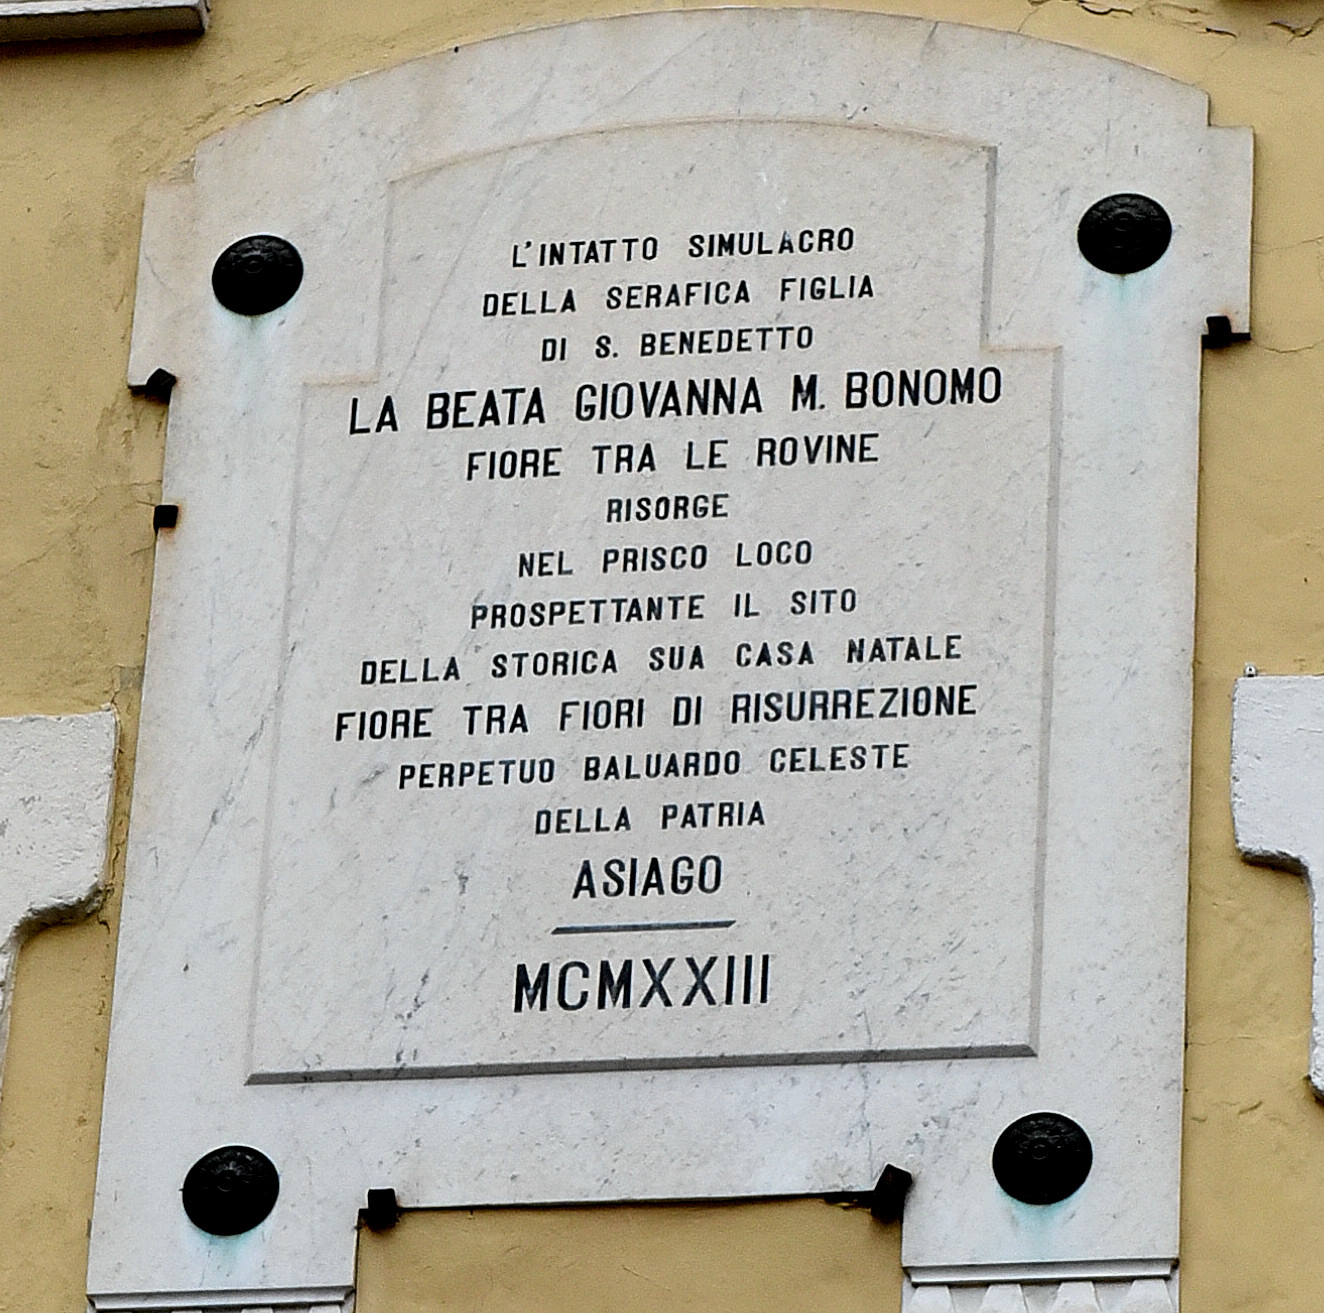 L'INTATTO SIMULACRO
DELLA SERAFICA FIGLIA
DI S. BENEDETTO
LA BEATA GIOVANNA M. BONOMO
FIORE TRA LE ROVINE
RISORGE
NEL PRISCO LOCO
PROSPETTANTE IL SITO
DELLA STORICA SUA CASA NATALE
FIORE TRA FIORI DI RISURREZIONE
PERPETUO BALUARDO CELESTE
DELLA PATRIA
ASIAGO
MCMXXIII